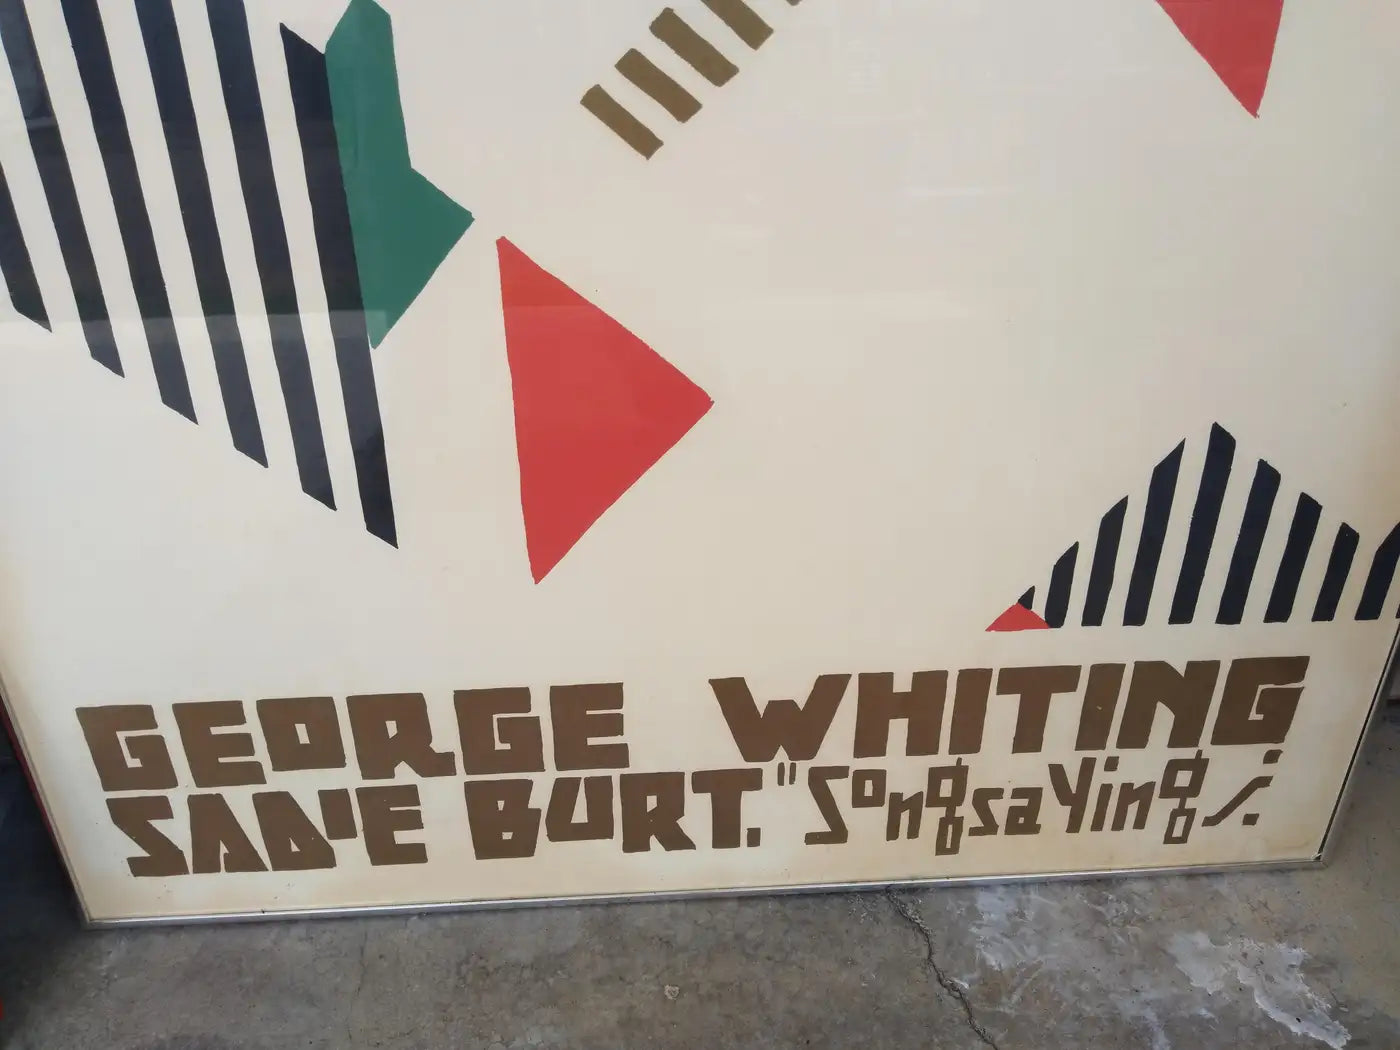 GEORGE WHITING
SADIE BURT. "Songsayings":